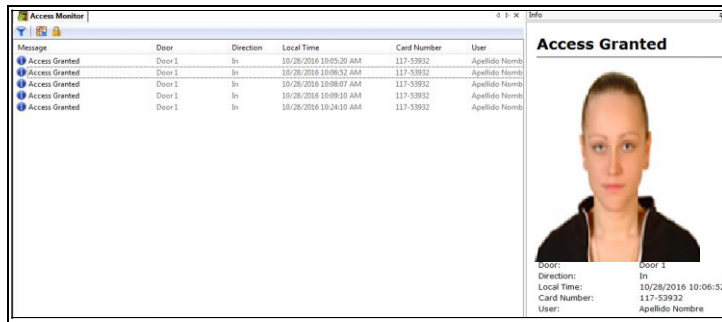 Access Monitor
Info
Message Door Direction Local Time Card Number User
Access Granted Door 1 In 10/28/2016 10:05:20 AM 117-53932 Apellido Nomb
Access Granted Door 1 In 10/28/2016 10:06:52 AM 117-53932 Apellido Nomb
Access Granted Door 1 In 10/28/2016 10:08:07 AM 117-53932 Apellido Nomb
Access Granted Door 1 In 10/28/2016 10:09:10 AM 117-53932 Apellido Nomb
Access Granted Door 1 In 10/28/2016 10:24:10 AM 117-53932 Apellido Nomb
Access Granted
Door: Door 1
Direction: In
Local Time: 10/28/2016 10:06:52
Card Number: 117-53932
User: Apellido Nombre